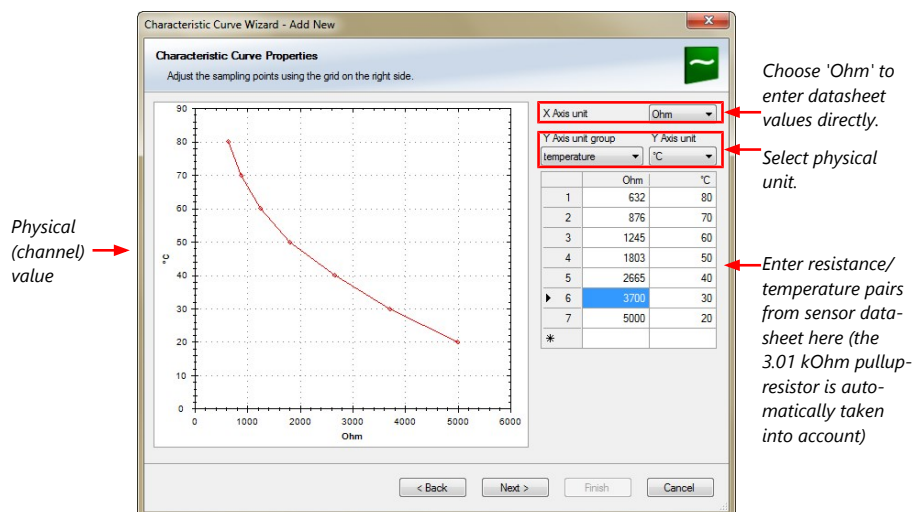 Characteristic Curve Wizard - Add New
Characteristic Curve Properties
Adjust the sampling points using the grid on the right side.
Physical
(channel)
value
90
80
70
60
50
40
30
20
10
0
°C
0 1000 2000 3000 4000 5000 6000
Ohm
X Axis unit Ohm
Y Axis unit group Y Axis unit
temperature °C
Ohm °C
1 632 80
2 876 70
3 1245 60
4 1803 50
5 2665 40
6 3700 30
7 5000 20
Choose 'Ohm' to
enter datasheet
values directly.
Select physical
unit.
Enter resistance/
temperature pairs
from sensor data-
sheet here (the
3.01 kOhm pullup-
resistor is auto-
matically taken
into account)
< Back Next > Finish Cancel